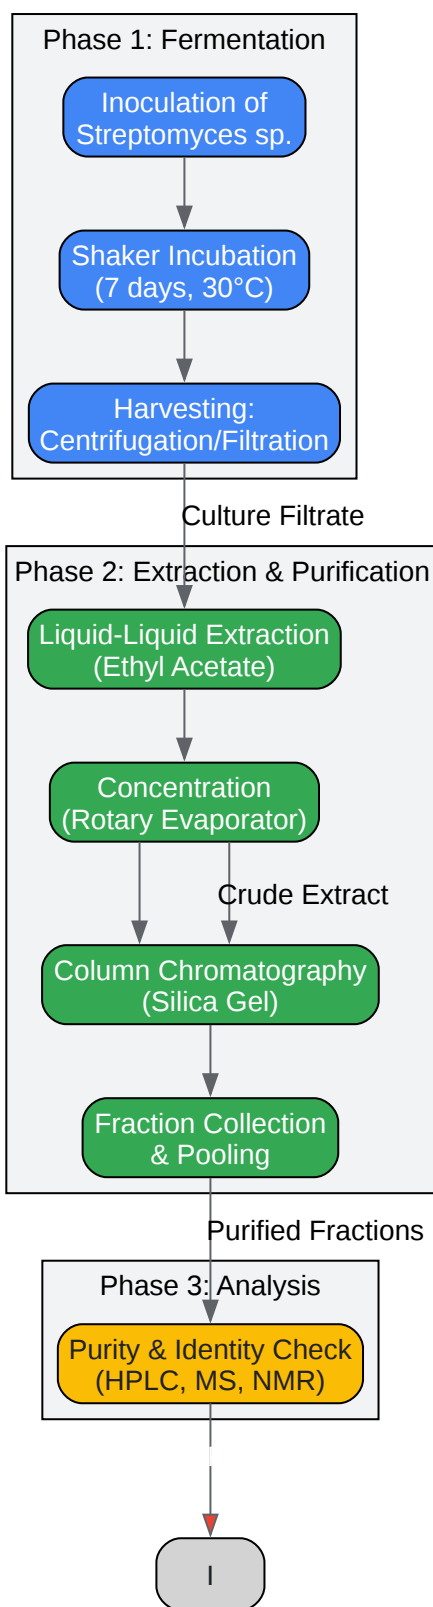 Phase 1: Fermentation
Inoculation of
Streptomyces sp.
Shaker Incubation
(7 days, 30°C)
Harvesting:
Centrifugation/Filtration
Culture Filtrate
Phase 2: Extraction & Purification
Liquid-Liquid Extraction
(Ethyl Acetate)
Concentration
(Rotary Evaporator)
Crude Extract
Column Chromatography
(Silica Gel)
Fraction Collection
& Pooling
Purified Fractions
Phase 3: Analysis
Purity & Identity Check
(HPLC, MS, NMR)
I